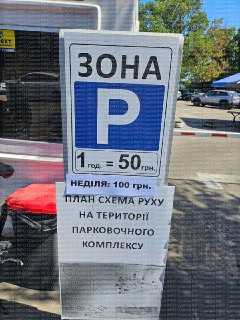 ЗОНА
P
1 год. = 50 грн.
НЕДІЛЯ: 100 грн.
ПЛАН СХЕМА РУХУ
НА ТЕРИТОРІЇ
ПАРКОВОЧНОГО
КОМПЛЕКСУ